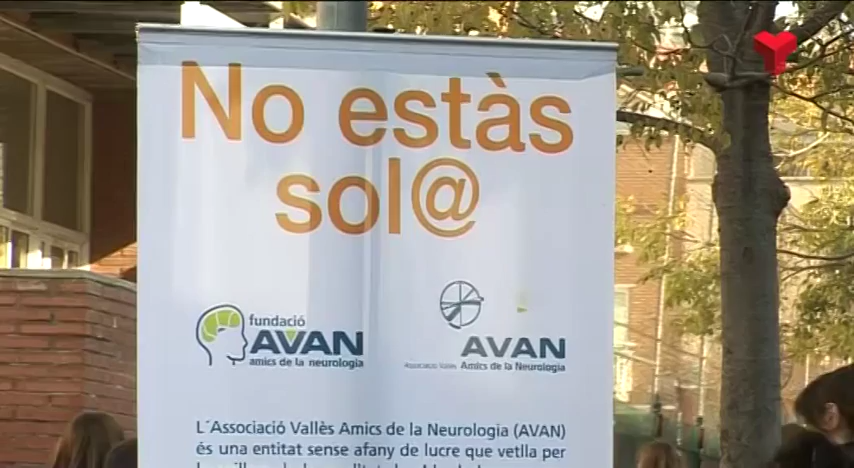 No estàs
sol@
fundació
AVAN
amics de la neurologia
AVAN
Associació Vallès Amics de la Neurologia
L´Associació Vallès Amics de la Neurologia (AVAN)
és una entitat sense afany de lucre que vetlla per